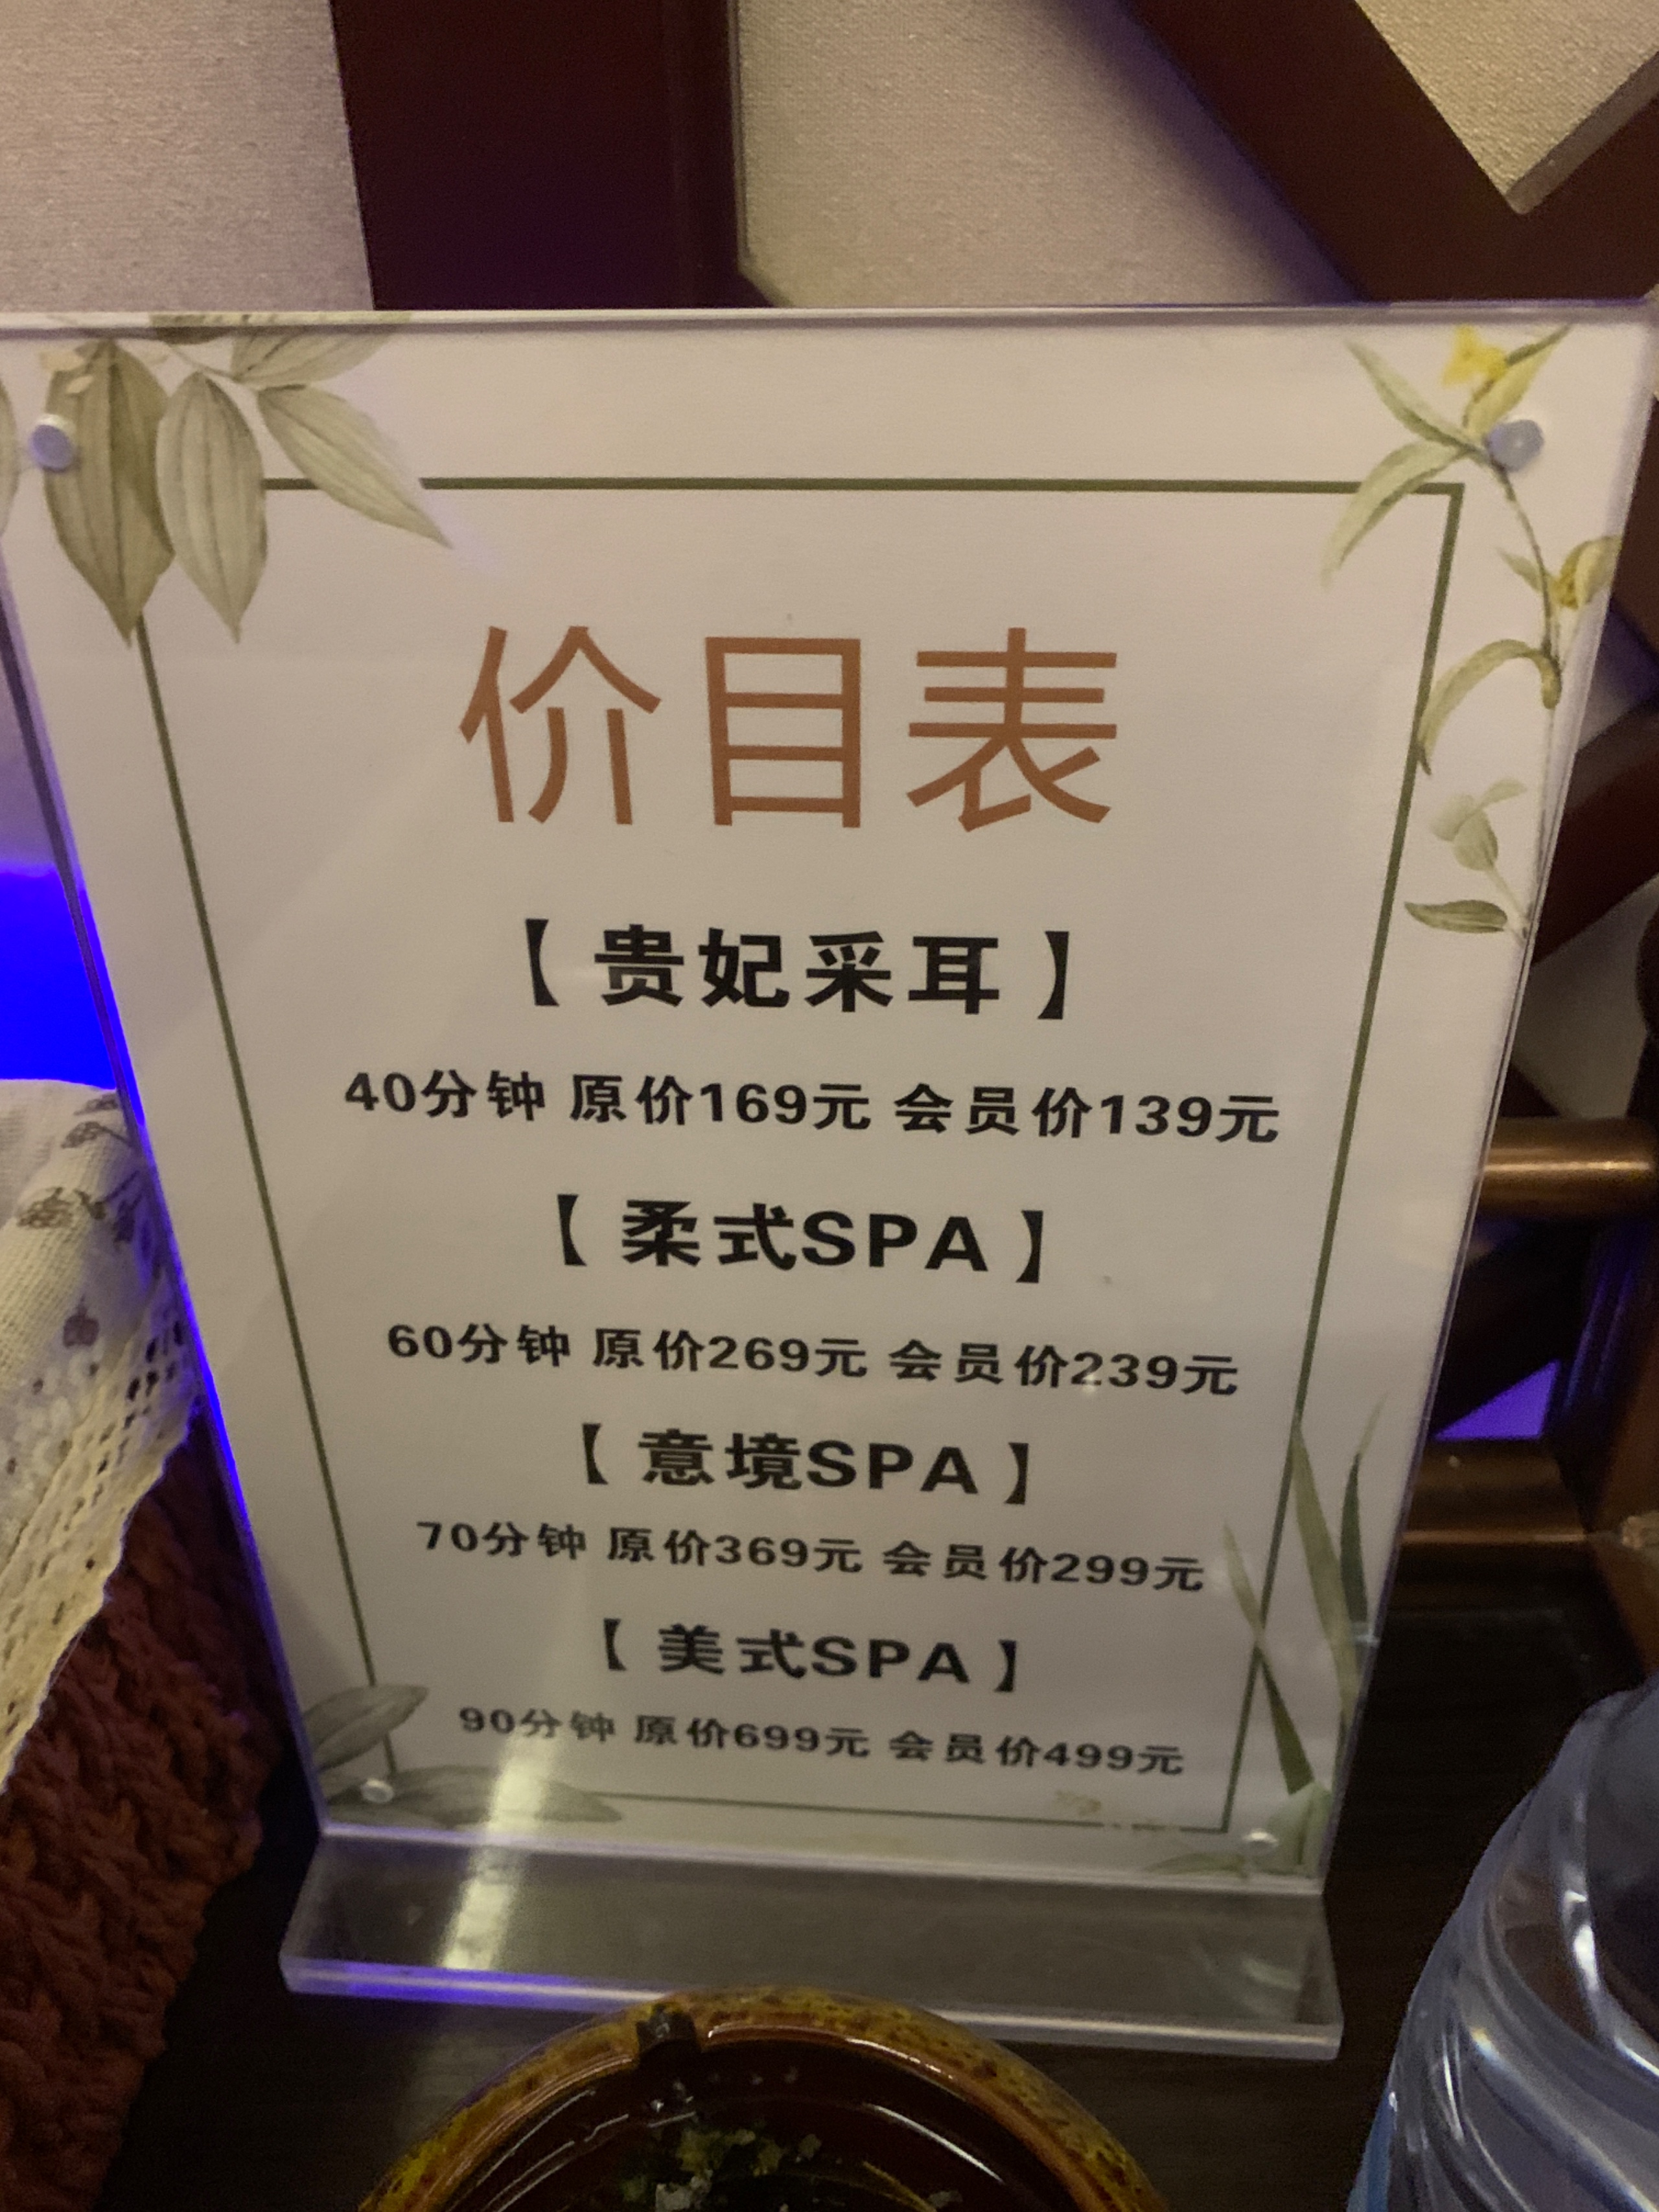 价目表
【贵妃采耳】
40分钟 原价169元 会员价139元
【柔式SPA】
60分钟 原价269元 会员价239元
【意境SPA】
70分钟 原价369元 会员价299元
【美式SPA】
90分钟 原价699元 会员价499元